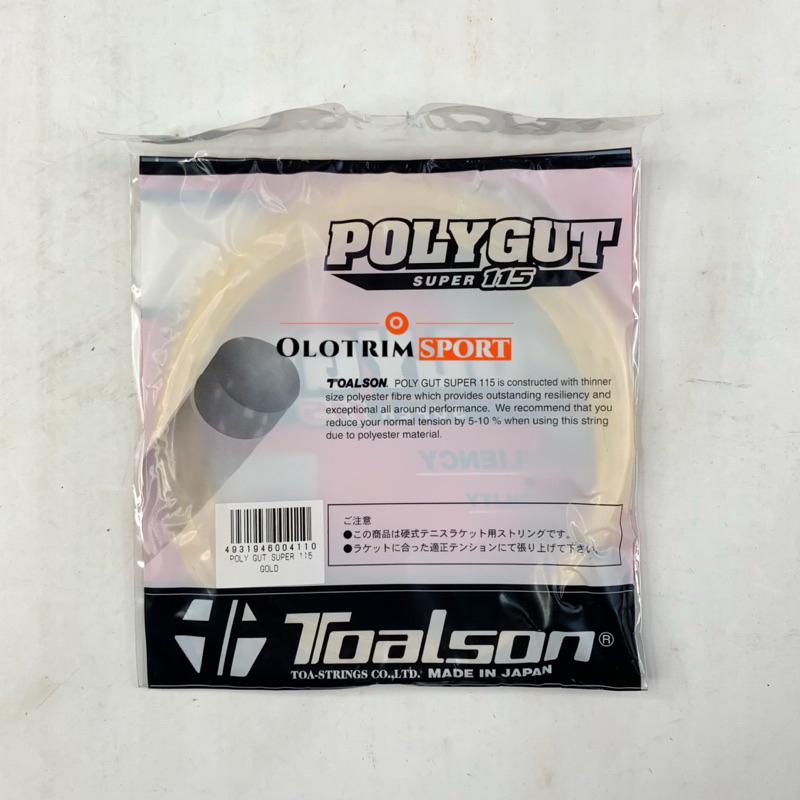 POLYGUT
SUPER 115
OLOTRIM SPORT
TOALSON. POLY GUT SUPER 115 is constructed with thinner
size polyester fibre which provides outstanding resiliency and
exceptional all around performance. We recommend that you
reduce your normal tension by 5-10 % when using this string
due to polyester material.
LIENCY
ITY
ご注意
●この商品は硬式テニスラケット用ストリングです。
●ラケットに合った適正テンションにて張り上げて下さい。
4931946004110
POLY GUT SUPER 115
GOLD
Toalson®
TOA-STRINGS CO.,LTD. MADE IN JAPAN